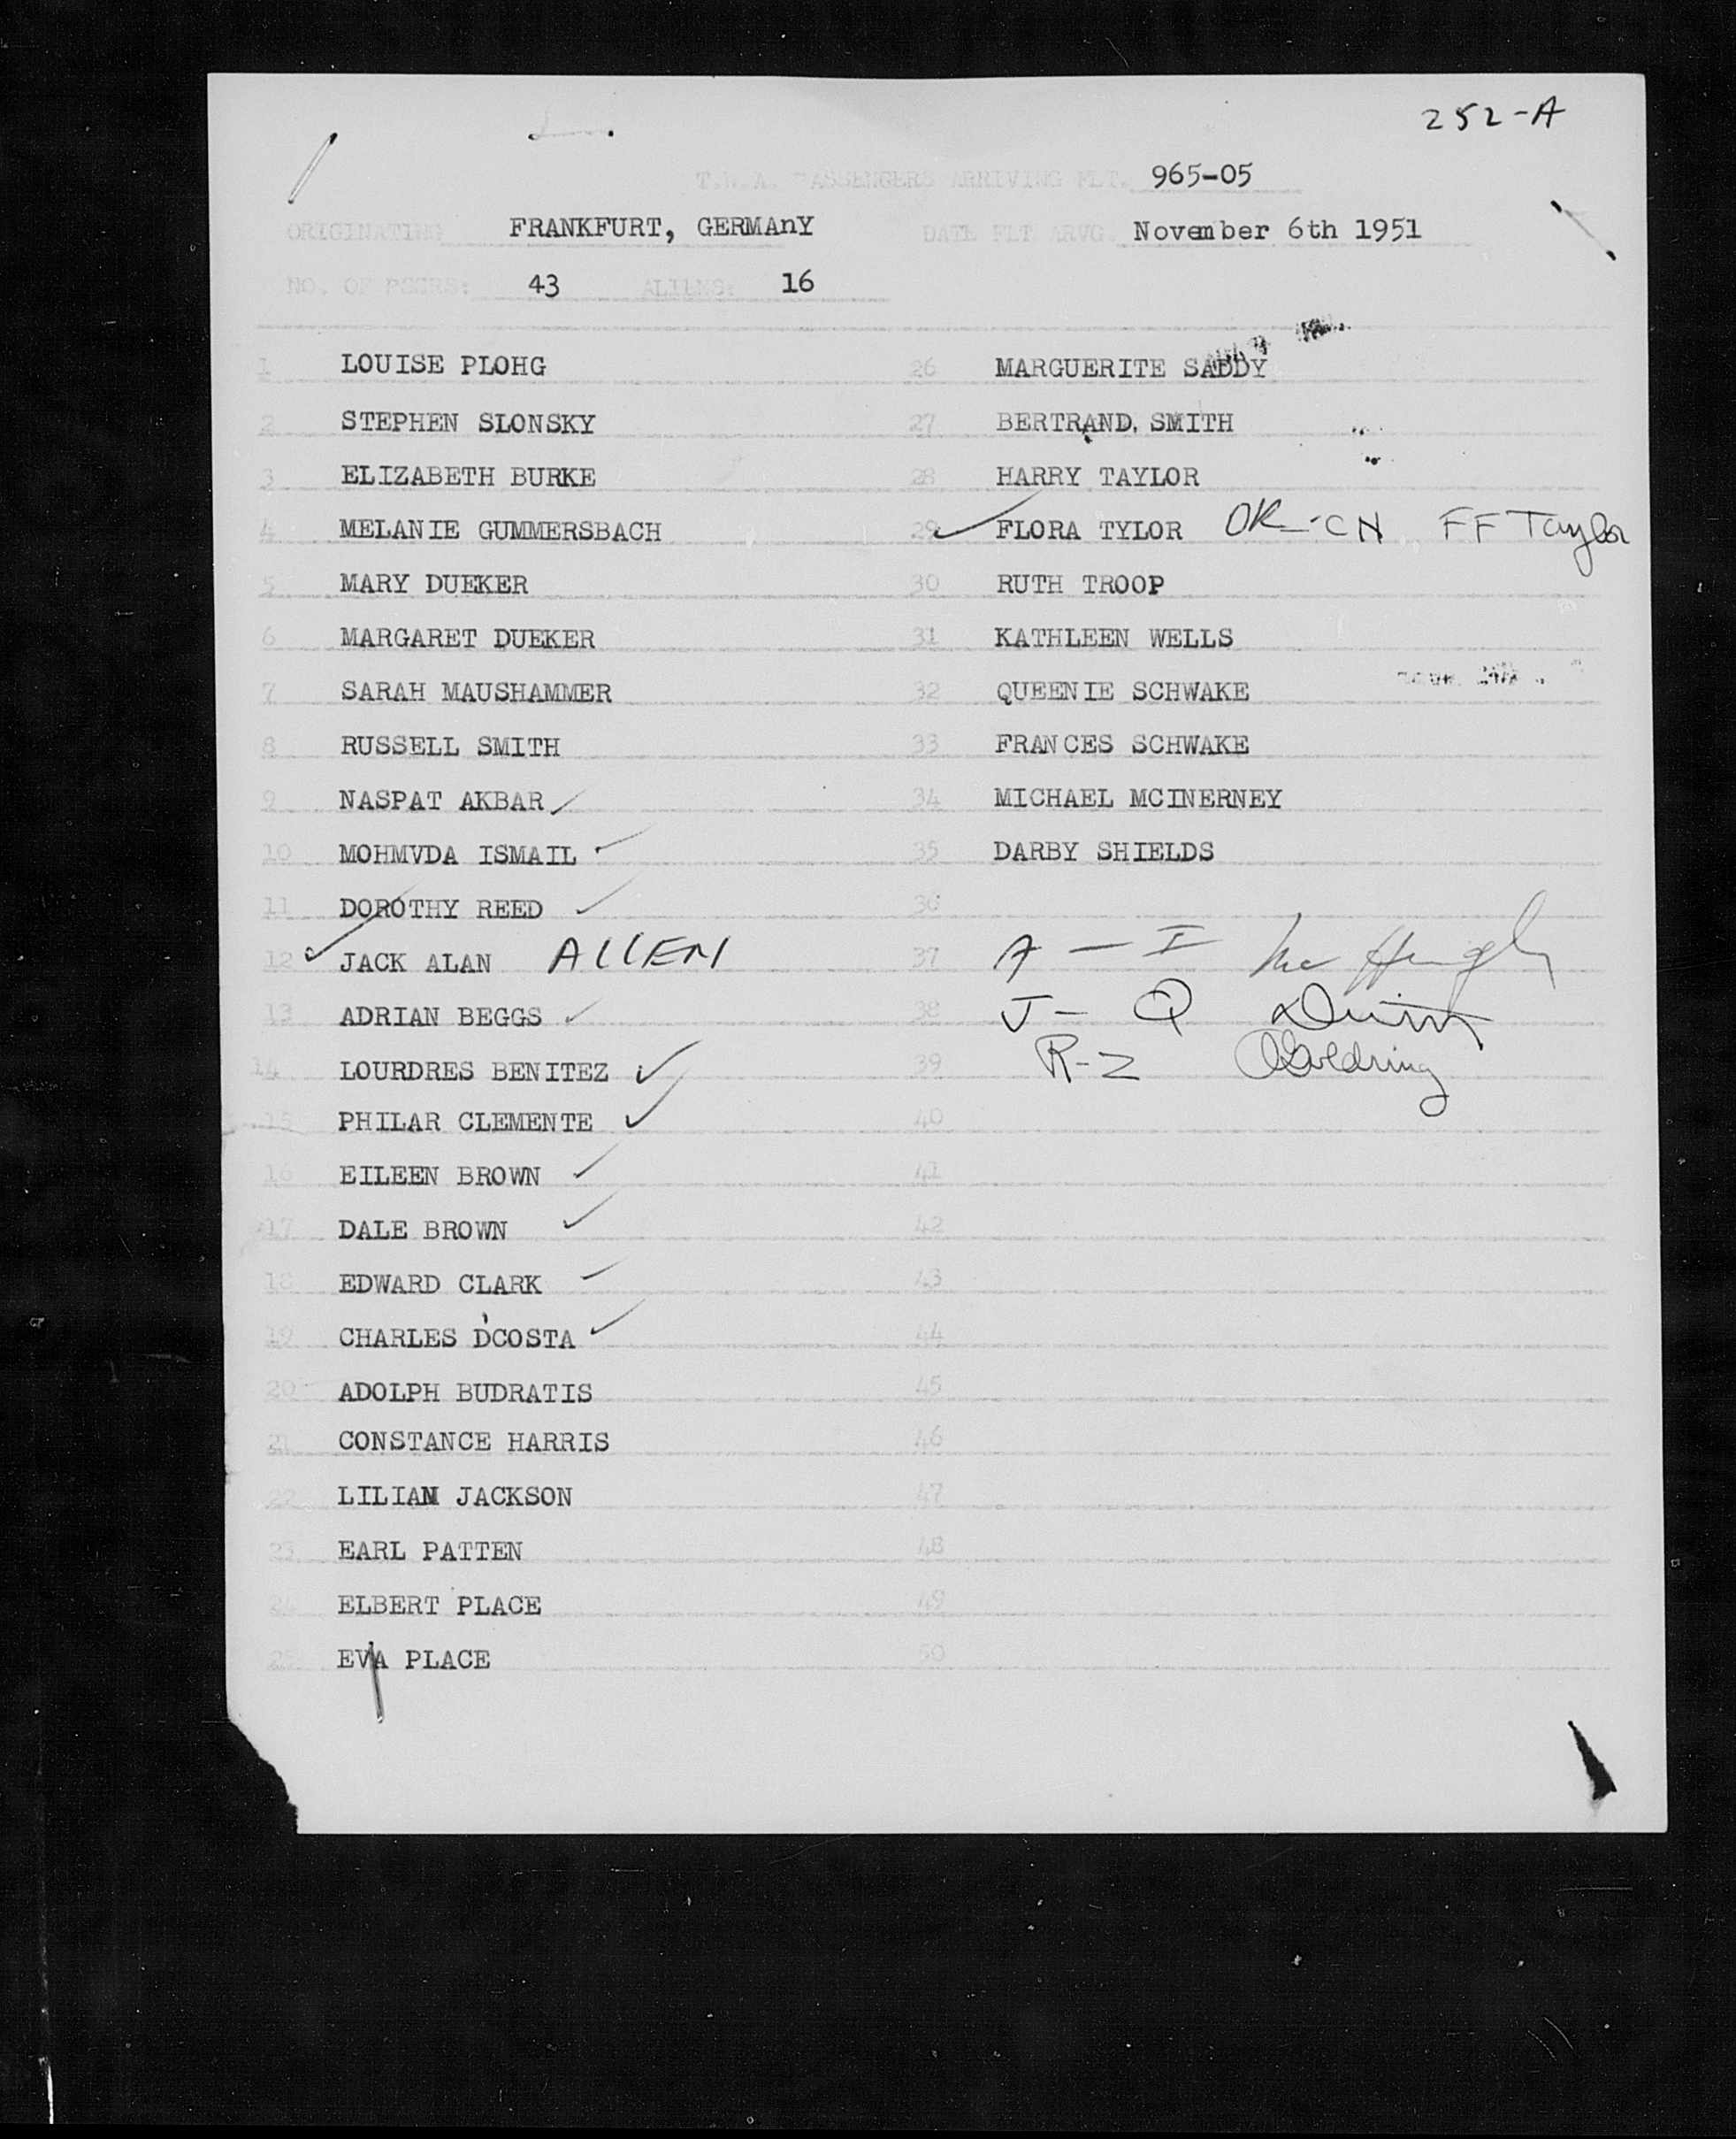 252-A
T.W.A. PASSENGERS ARRIVING FLT. 965-05
ORIGINATING FRANKFURT, GERMAnY DATE FLT ARVG. November 6th 1951
NO. OF PCGRS: 43 ALIENS: 16
1 LOUISE PLOHG
2 STEPHEN SLONSKY
3 ELIZABETH BURKE
4 MELANIE GUMMERSBACH
5 MARY DUEKER
6 MARGARET DUEKER
7 SARAH MAUSHAMMER
8 RUSSELL SMITH
9 NASPAT AKBAR
10 MOHMVDA ISMAIL
11 DOROTHY REED
12 JACK ALAN ALLEN
13 ADRIAN BEGGS
14 LOURDRES BENITEZ
15 PHILAR CLEMENTE
16 EILEEN BROWN
17 DALE BROWN
18 EDWARD CLARK
19 CHARLES D'COSTA
20 ADOLPH BUDRATIS
21 CONSTANCE HARRIS
22 LILIAN JACKSON
23 EARL PATTEN
24 ELBERT PLACE
25 EVA PLACE
26 MARGUERITE SADDY
27 BERTRAND. SMITH
28 HARRY TAYLOR
29 FLORA TYLOR OK-CN FF Taylor
30 RUTH TROOP
31 KATHLEEN WELLS
32 QUEENIE SCHWAKE
33 FRANCES SCHWAKE
34 MICHAEL MCINERNEY
35 DARBY SHIELDS
36
37 A - I Mc Hugh
38 J - Q
39 R-Z Goldring
40
41
42
43
44
45
46
47
48
49
50